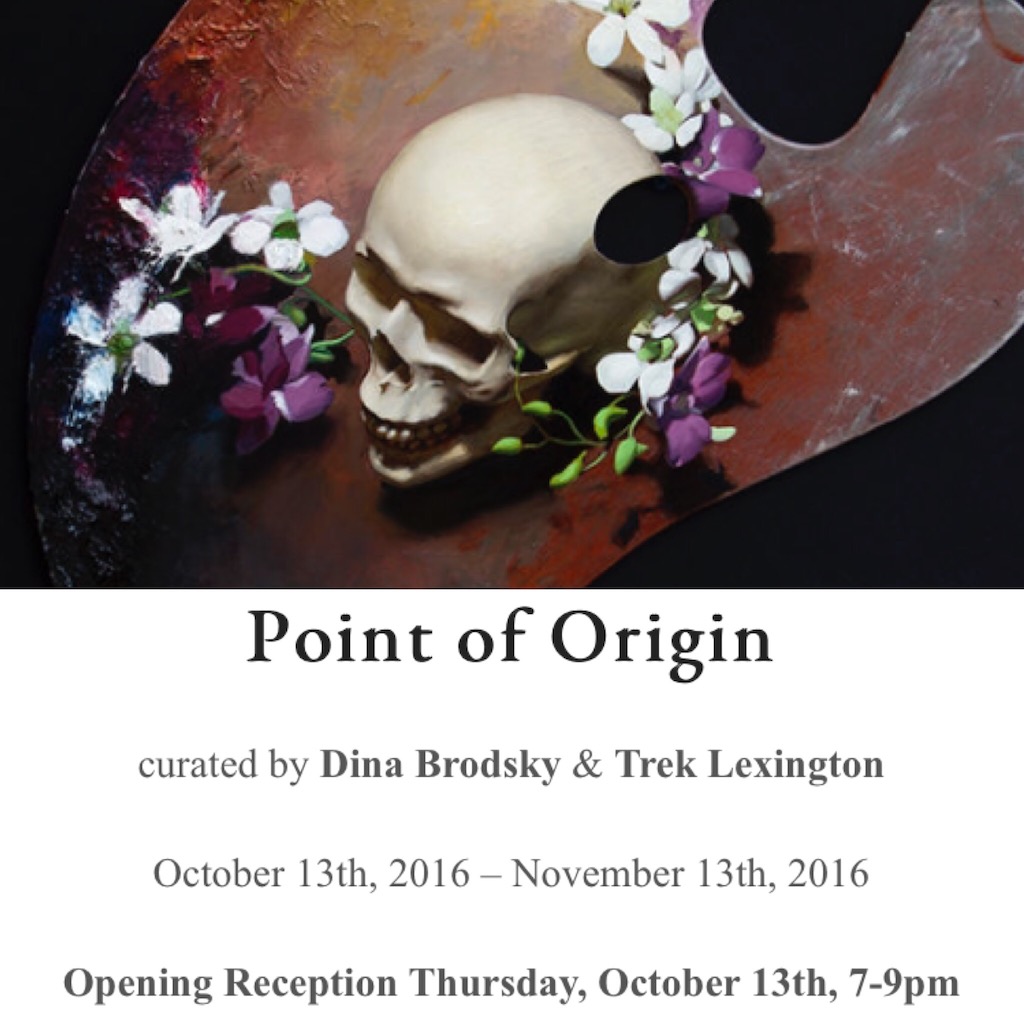 Point of Origin
curated by Dina Brodsky & Trek Lexington
October 13th, 2016 – November 13th, 2016
Opening Reception Thursday, October 13th, 7-9pm